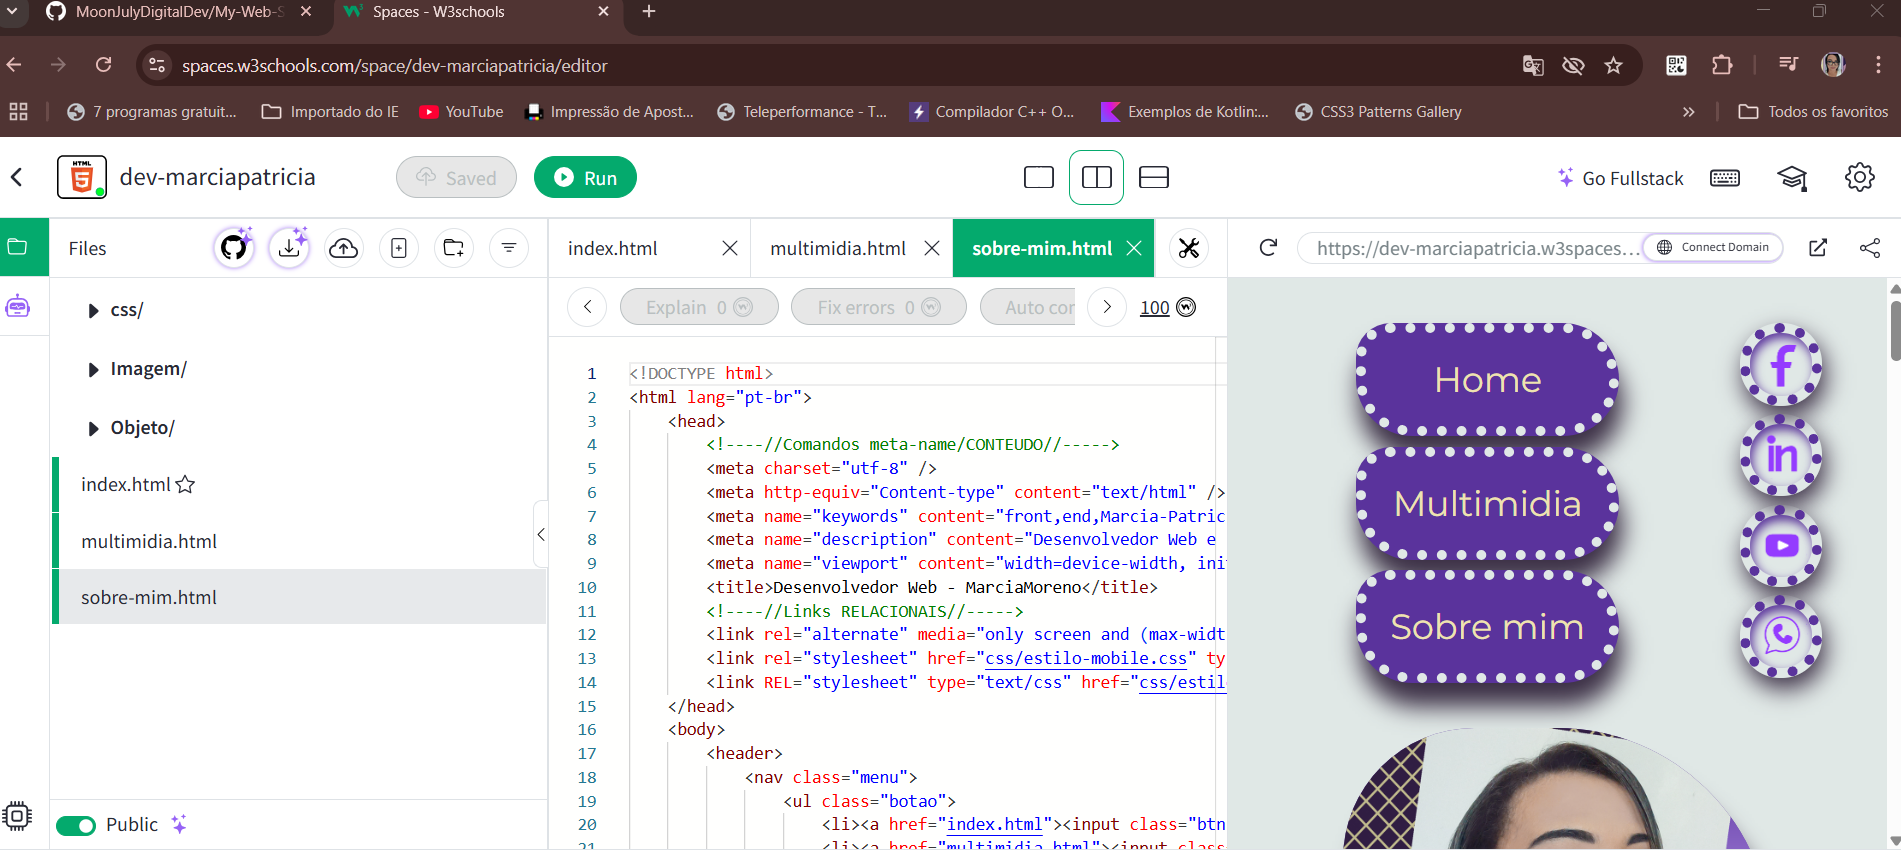 MoonJulyDigitalDev/My-Web-S
Spaces - W3schools
spaces.w3schools.com/space/dev-marciapatricia/editor
7 programas gratuit...
Importado do IE
YouTube
Impressão de Apost...
Teleperformance - T...
Compilador C++ O...
Exemplos de Kotlin:...
CSS3 Patterns Gallery
Todos os favoritos
HTML
5
dev-marciapatricia
Saved
Run
Go Fullstack
Files
index.html
multimidia.html
sobre-mim.html
https://dev-marciapatricia.w3spaces...
Connect Domain
css/
Imagem/
Objeto/
index.html
multimidia.html
sobre-mim.html
Public
Explain 0
Fix errors 0
Auto cor
100
1 <!DOCTYPE html>
2 <html lang="pt-br">
3 <head>
4 <!----//Comandos meta-name/CONTEUDO//----->
5 <meta charset="utf-8" />
6 <meta http-equiv="Content-type" content="text/html" />
7 <meta name="keywords" content="front,end,Marcia-Patric
8 <meta name="description" content="Desenvolvedor Web e
9 <meta name="viewport" content="width=device-width, ini
10 <title>Desenvolvedor Web - MarciaMoreno</title>
11 <!----//Links RELACIONAIS//----->
12 <link rel="alternate" media="only screen and (max-widt
13 <link rel="stylesheet" href="css/estilo-mobile.css" ty
14 <link REL="stylesheet" type="text/css" href="css/estil
15 </head>
16 <body>
17 <header>
18 <nav class="menu">
19 <ul class="botao">
20 <li><a href="index.html"><input class="btn
21 <li><a href="multimidia.html"><input class
Home
Multimidia
Sobre mim
f
in